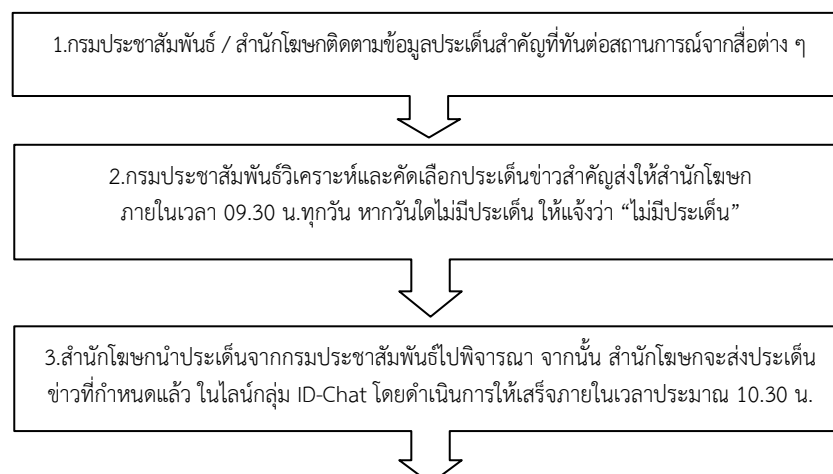 1.กรมประชาสัมพันธ์ / สำนักโฆษกติดตามข้อมูลประเด็นสำคัญที่ทันต่อสถานการณ์จากสื่อต่าง ๆ
2.กรมประชาสัมพันธ์วิเคราะห์และคัดเลือกประเด็นข่าวสำคัญส่งให้สำนักโฆษก
ภายในเวลา 09.30 น.ทุกวัน หากวันใดไม่มีประเด็น ให้แจ้งว่า “ไม่มีประเด็น”
3.สำนักโฆษกนำประเด็นจากกรมประชาสัมพันธ์ไปพิจารณา จากนั้น สำนักโฆษกจะส่งประเด็น
ข่าวที่กำหนดแล้ว ในไลน์กลุ่ม ID-Chat โดยดำเนินการให้เสร็จภายในเวลาประมาณ 10.30 น.